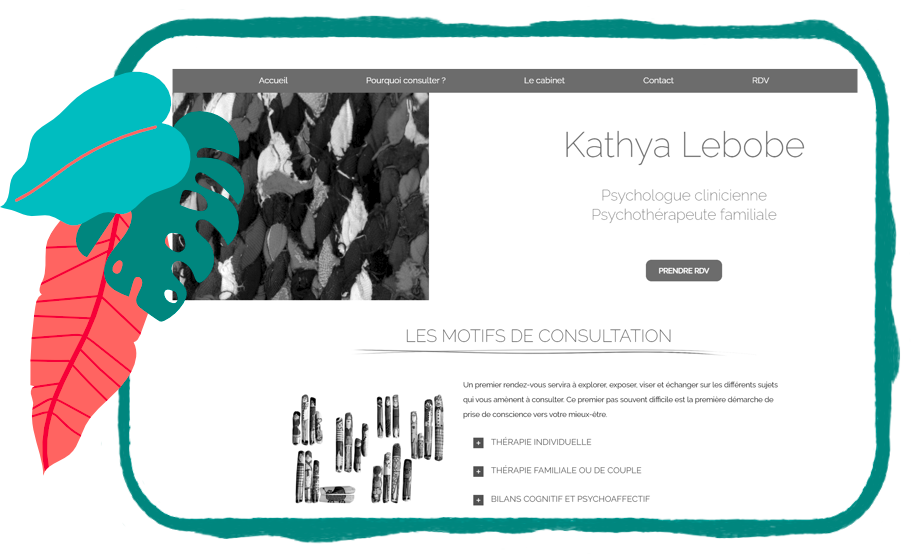 Accueil Pourquoi consulter ? Le cabinet Contact RDV
Kathya Lebobe
Psychologue clinicienne
Psychothérapeute familiale
PRENDRE RDV
LES MOTIFS DE CONSULTATION
Un premier rendez-vous servira à explorer, exposer, viser et échanger sur les différents sujets
qui vous amènent à consulter. Ce premier pas souvent difficile est la première démarche de
prise de conscience vers votre mieux-être.
THÉRAPIE INDIVIDUELLE
THÉRAPIE FAMILIALE OU DE COUPLE
BILANS COGNITIF ET PSYCHOAFFECTIF